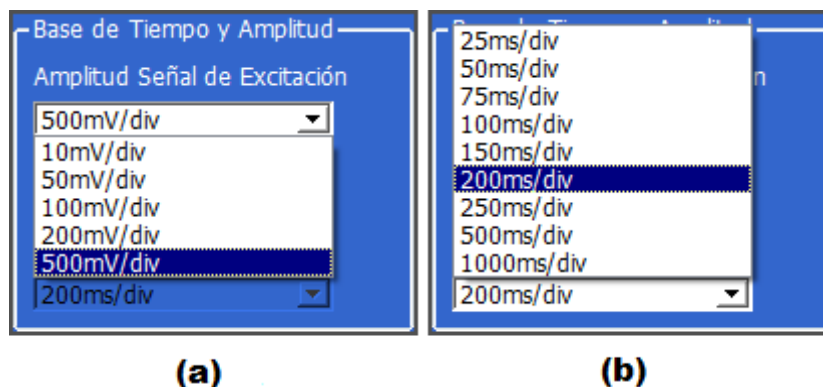 Base de Tiempo y Amplitud
Amplitud Señal de Excitación
500mV/div
10mV/div
50mV/div
100mV/div
200mV/div
500mV/div
200ms/div
25ms/div
50ms/div
75ms/div
100ms/div
150ms/div
200ms/div
250ms/div
500ms/div
1000ms/div
200ms/div
(a)
(b)